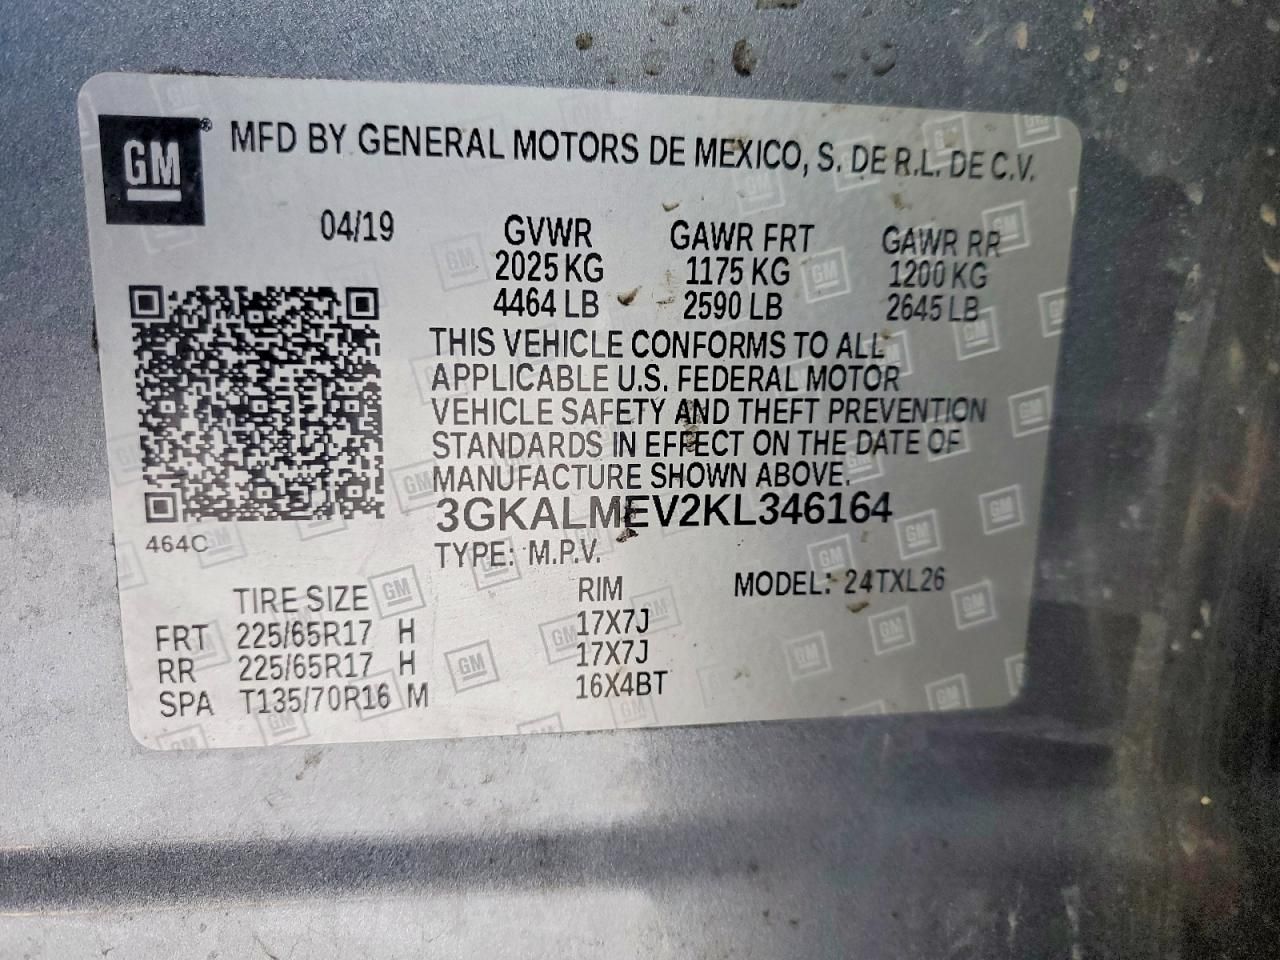 GM ® MFD BY GENERAL MOTORS DE MEXICO, S. DE R.L. DE C.V.
04/19 GVWR GAWR FRT GAWR RR
2025 KG 1175 KG 1200 KG
4464 LB 2590 LB 2645 LB
THIS VEHICLE CONFORMS TO ALL
APPLICABLE U.S. FEDERAL MOTOR
VEHICLE SAFETY AND THEFT PREVENTION
STANDARDS IN EFFECT ON THE DATE OF
MANUFACTURE SHOWN ABOVE.
3GKALMEV2KL346164
464C
TYPE: M.P.V.
TIRE SIZE RIM MODEL: 24TXL26
FRT 225/65R17 H 17X7J
RR 225/65R17 H 17X7J
SPA T135/70R16 M 16X4BT